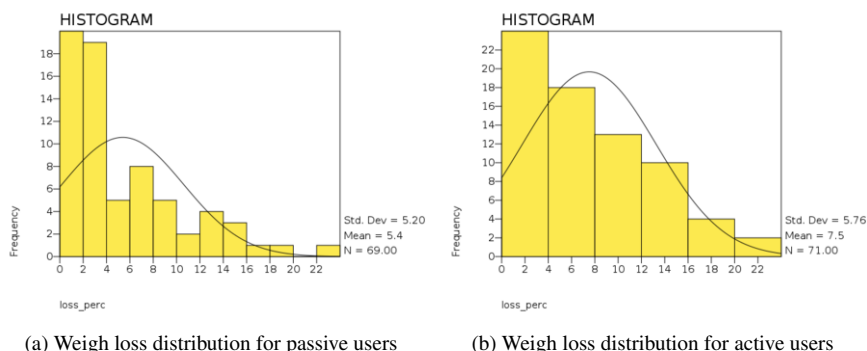 HISTOGRAM
18
16
14
12
10
8
6
4
2
0
Frequency
0 2 4 6 8 10 12 14 16 18 20 22
Std. Dev = 5.20
Mean = 5.4
N = 69.00
loss_perc
(a) Weigh loss distribution for passive users
HISTOGRAM
22
20
18
16
14
12
10
8
6
4
2
0
Frequency
0 2 4 6 8 10 12 14 16 18 20 22
Std. Dev = 5.76
Mean = 7.5
N = 71.00
loss_perc
(b) Weigh loss distribution for active users